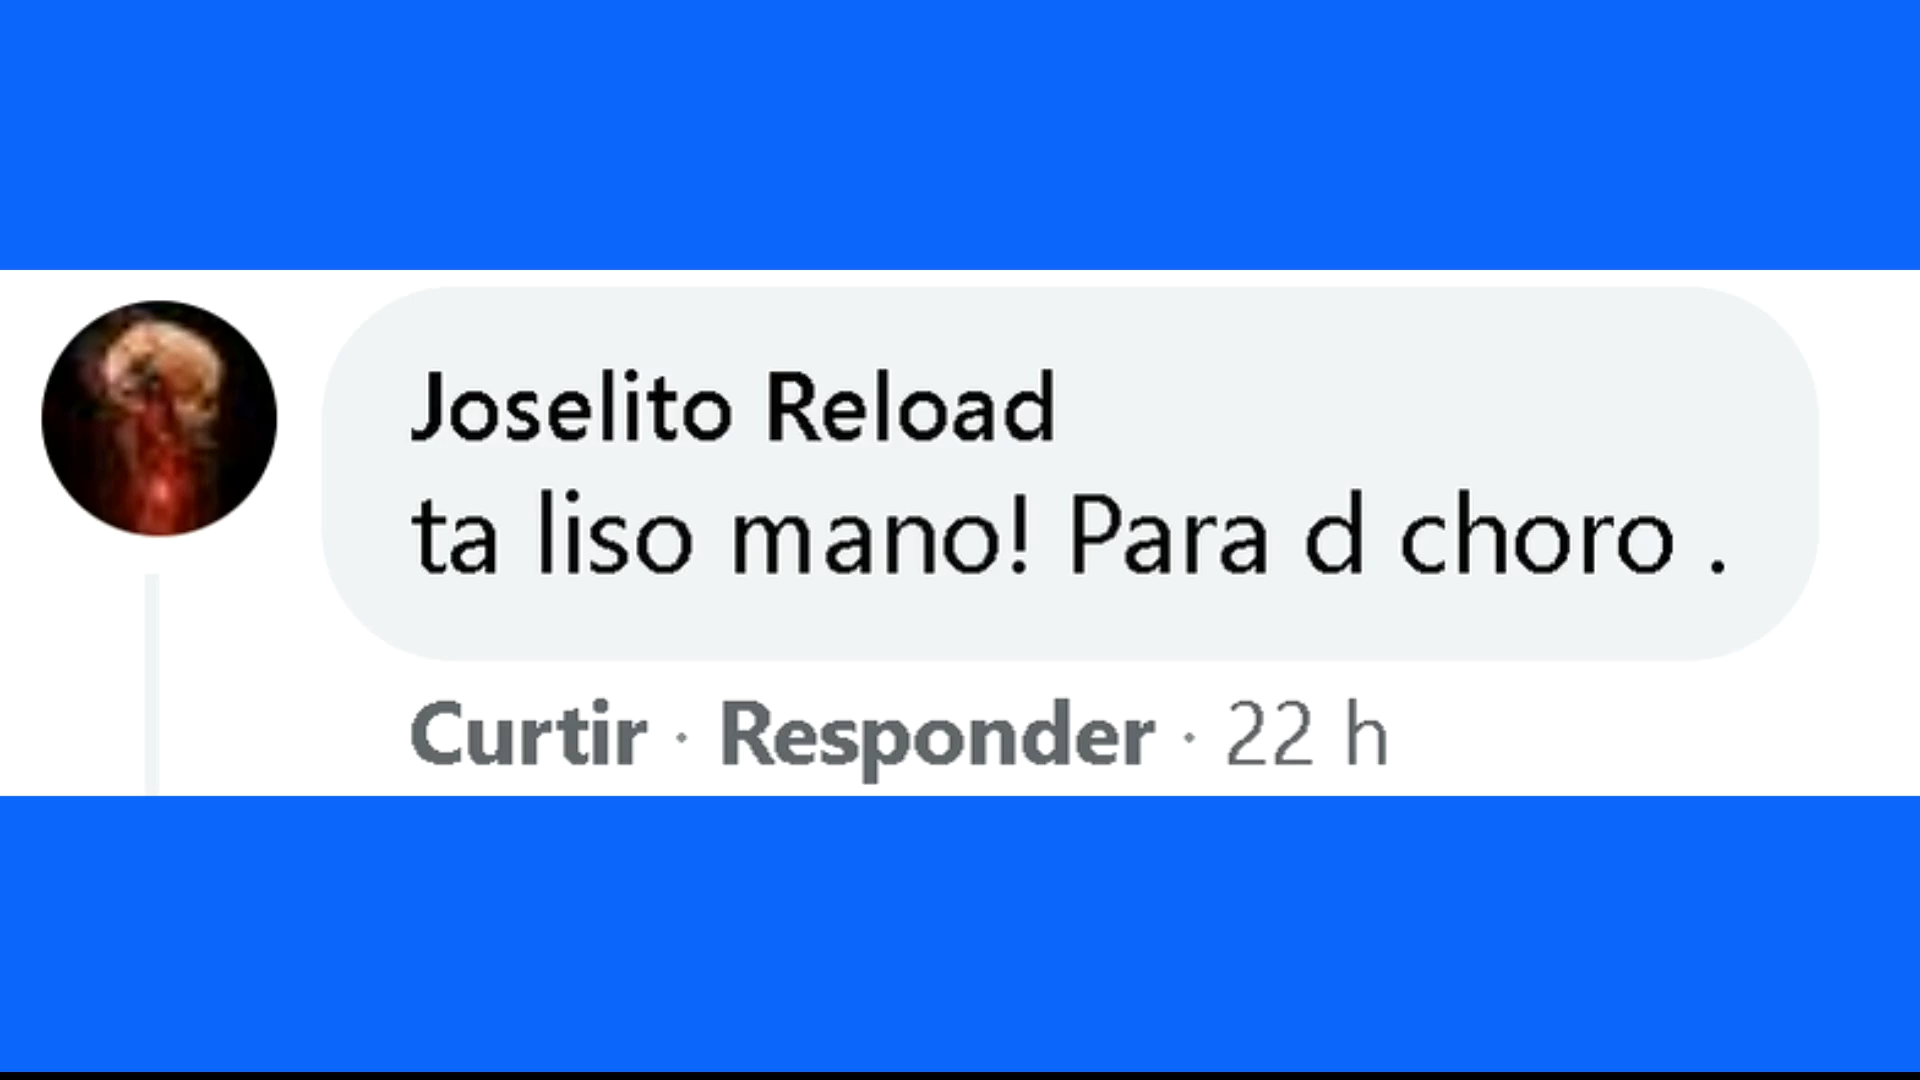 Joselito Reload
ta liso mano! Para d choro .
Curtir · Responder · 22 h